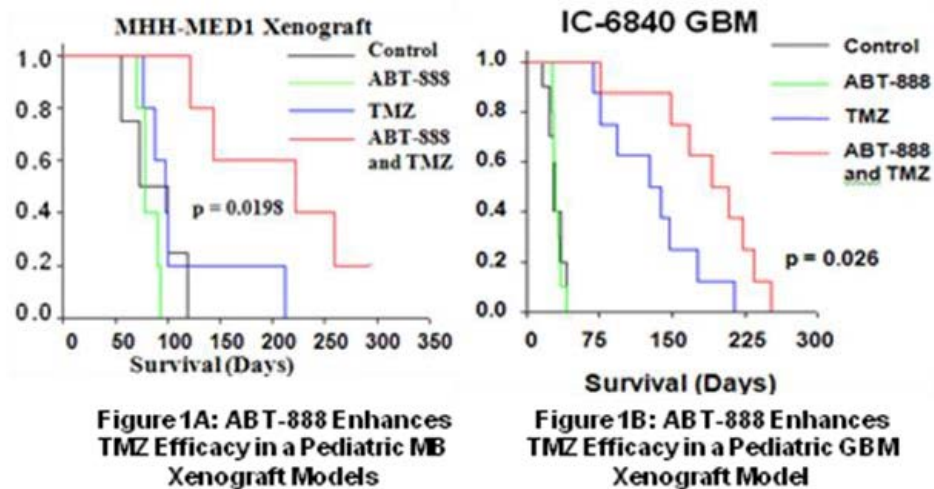 MHH-MED1 Xenograft
Control
ABT-888
TMZ
ABT-888
and TMZ
1.0
0.8
0.6
0.4
0.2
0.0
p = 0.0198
0 50 100 150 200 250 300 350
Survival (Days)
Figure 1A: ABT-888 Enhances
TMZ Efficacy in a Pediatric MB
Xenograft Models
IC-6840 GBM
Control
ABT-888
TMZ
ABT-888
and TMZ
1.0
0.8
0.6
0.4
0.2
0.0
p = 0.026
0 75 150 225 300
Survival (Days)
Figure 1B: ABT-888 Enhances
TMZ Efficacy in a Pediatric GBM
Xenograft Model